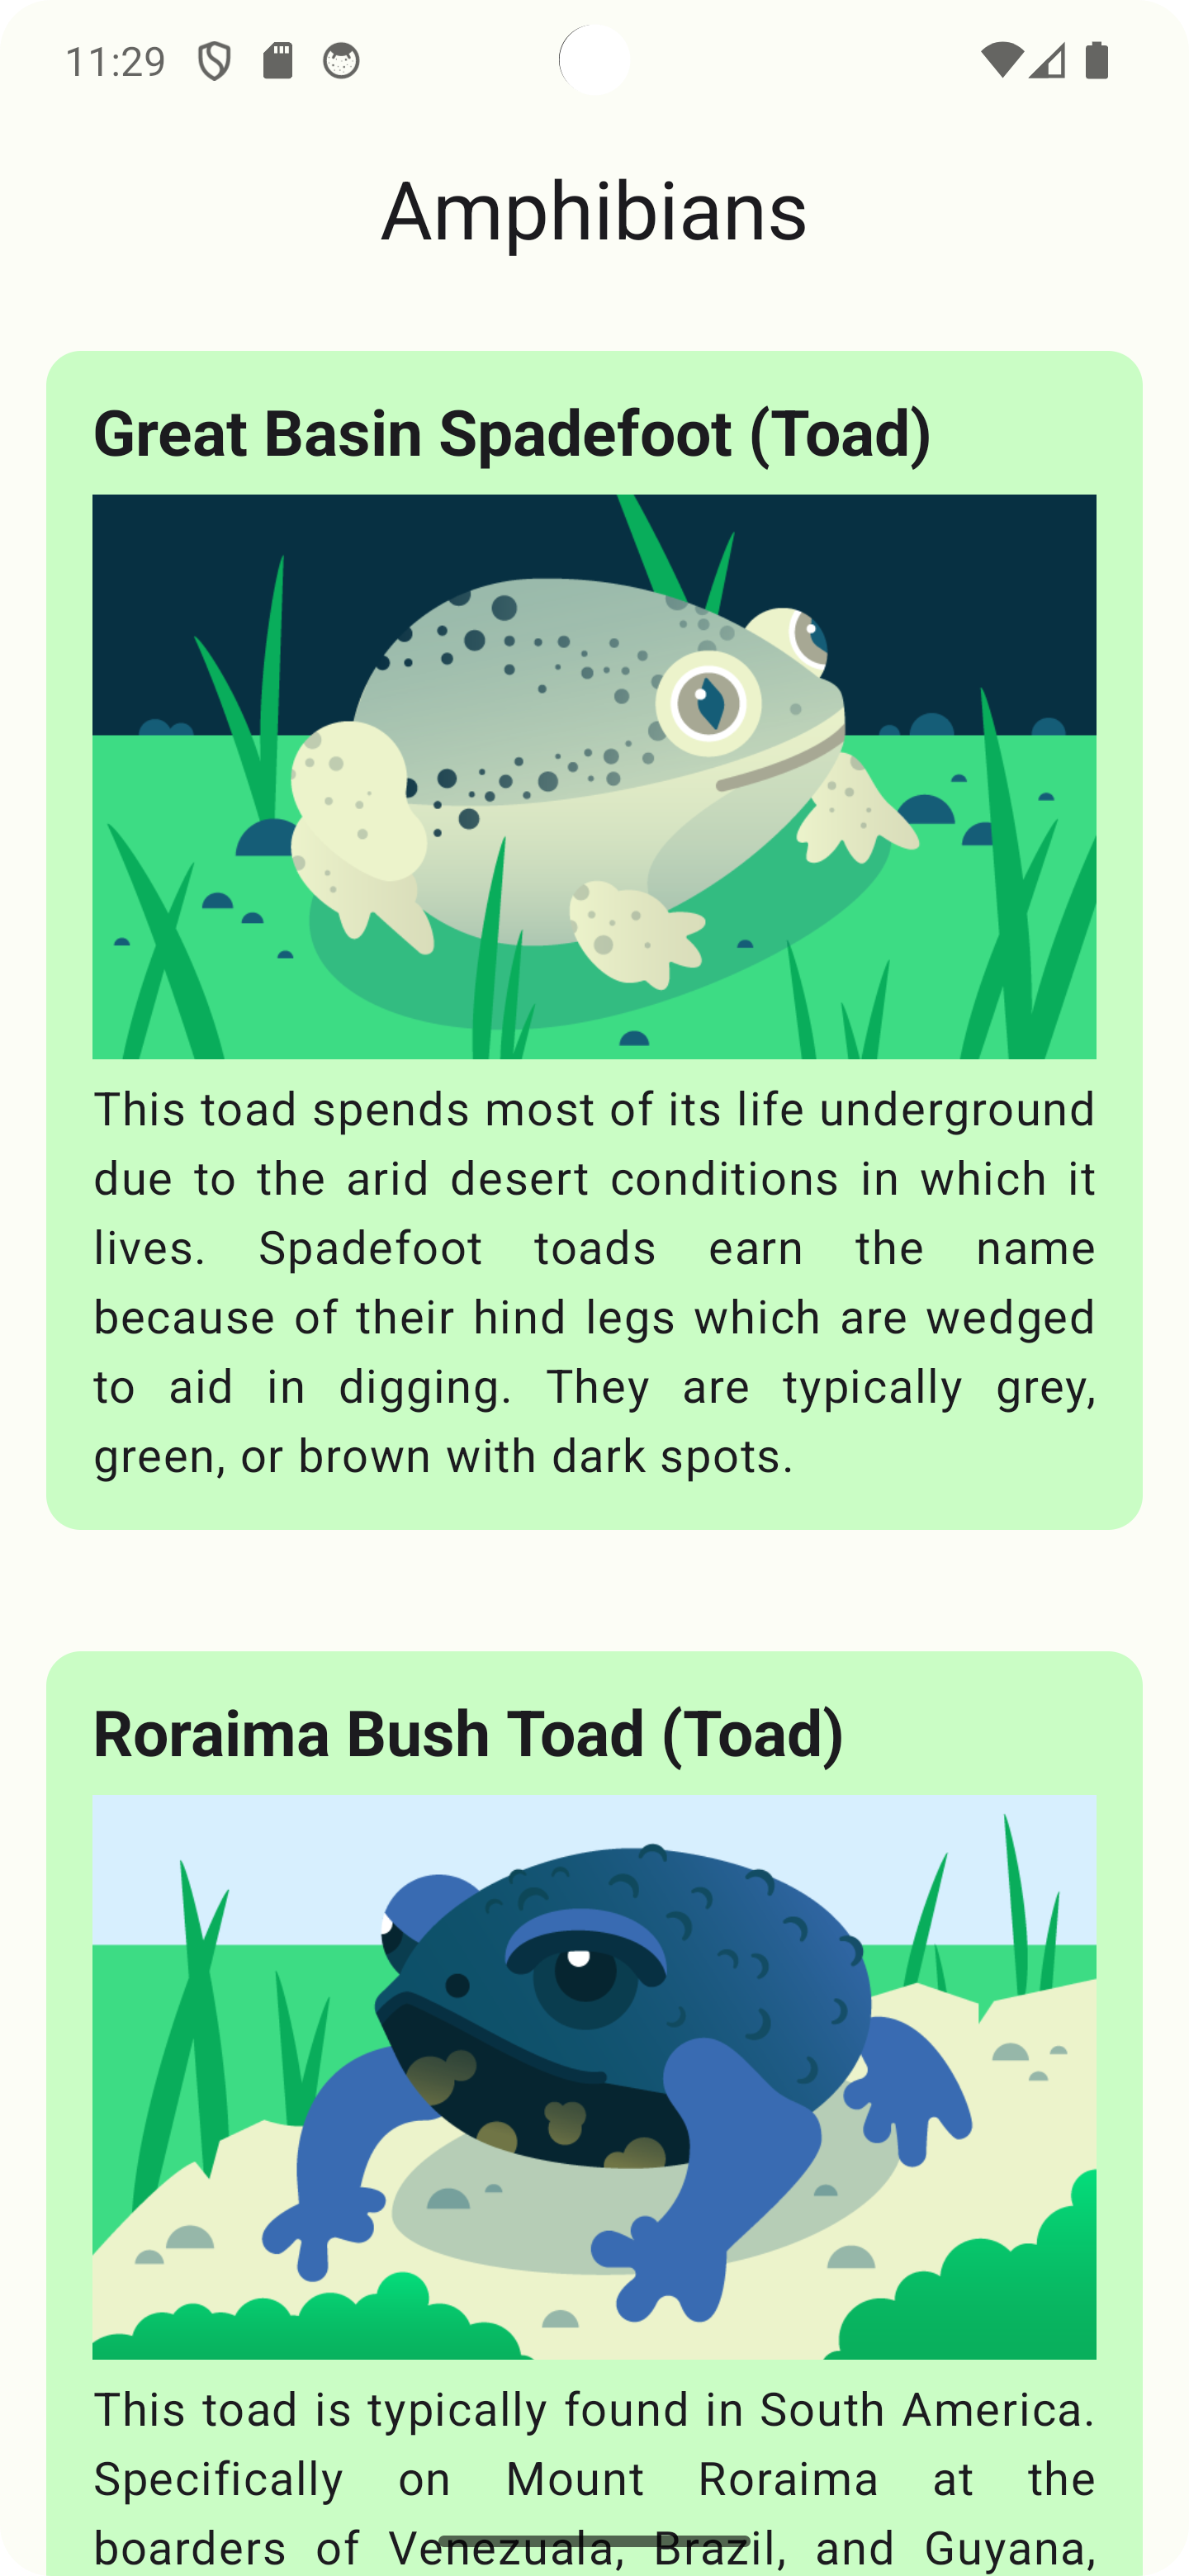 11:29
Amphibians
Great Basin Spadefoot (Toad)
This toad spends most of its life underground
due to the arid desert conditions in which it
lives. Spadefoot toads earn the name
because of their hind legs which are wedged
to aid in digging. They are typically grey,
green, or brown with dark spots.
Roraima Bush Toad (Toad)
This toad is typically found in South America.
Specifically on Mount Roraima at the
boarders of Venezuala, Brazil, and Guyana,